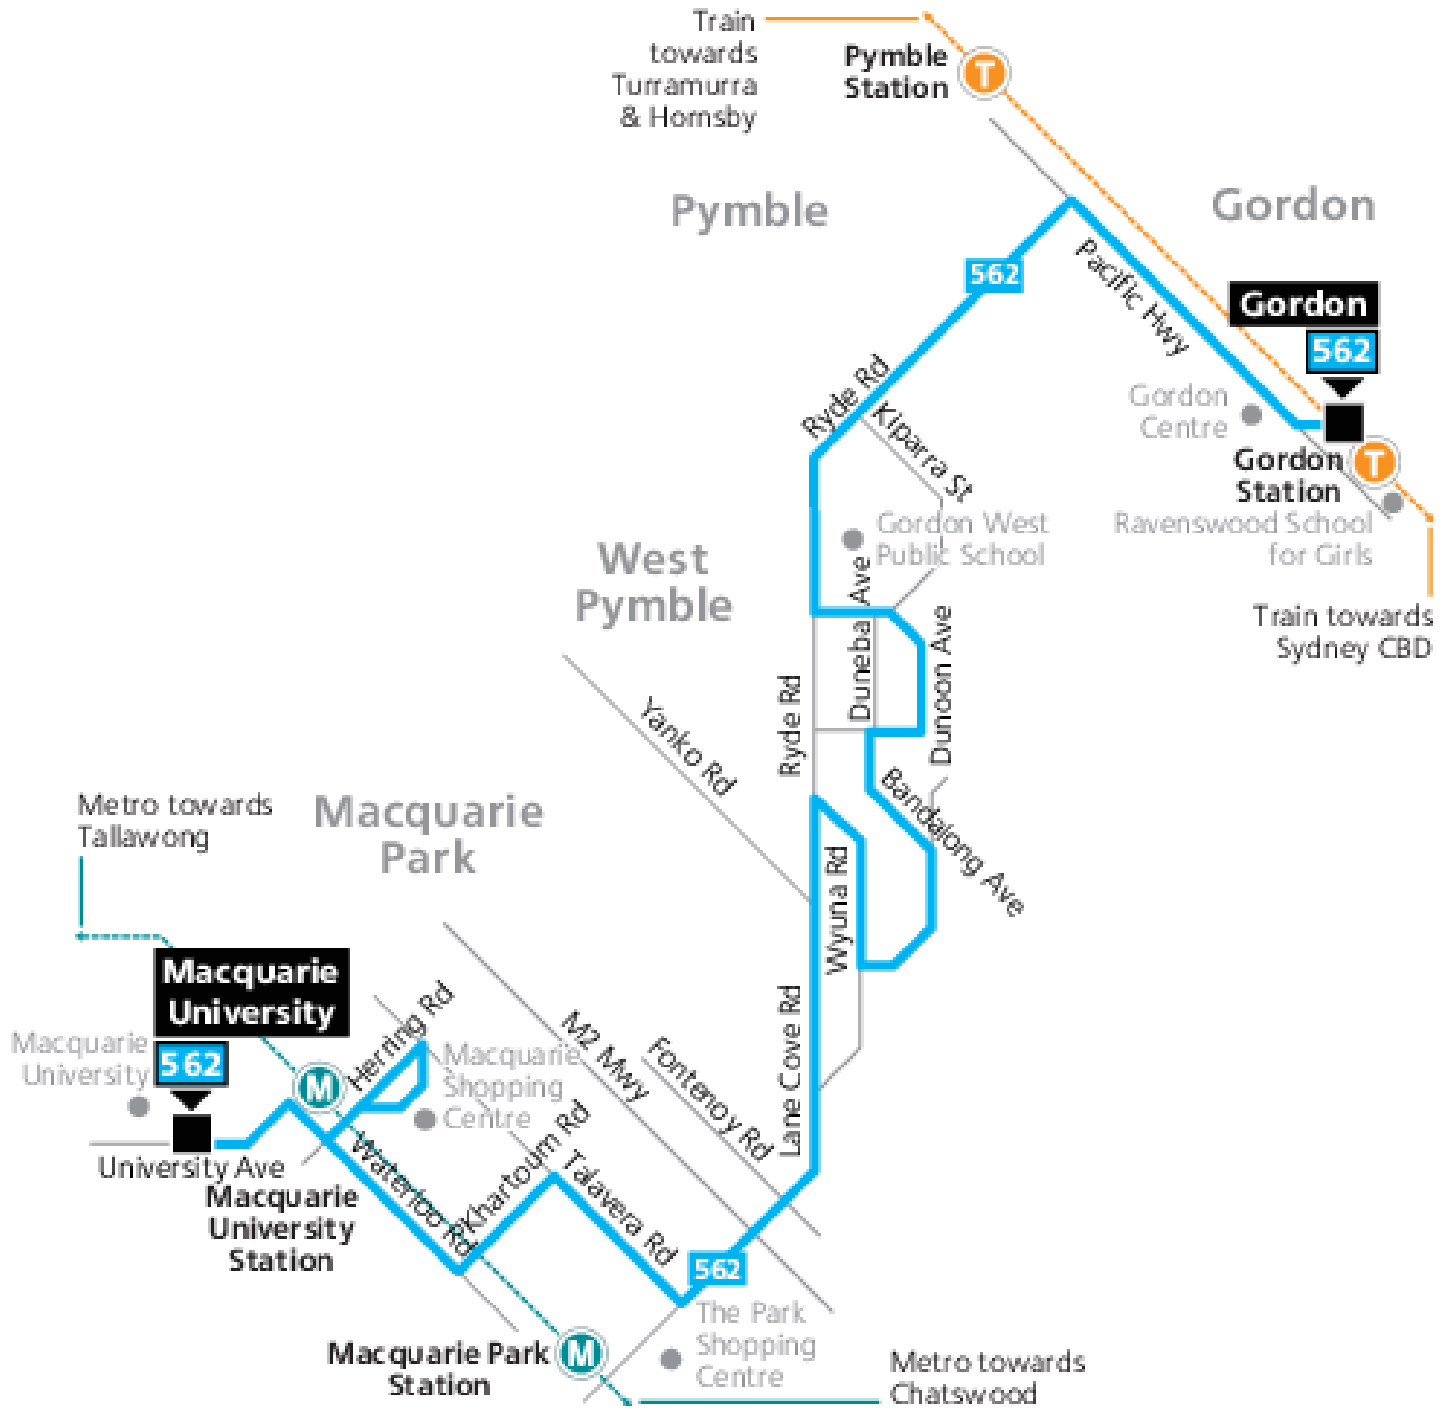 Train
towards
Turramurra
& Hornsby
Pymble
Station
T
Pymble
Gordon
562
Pacific Hwy
Gordon
562
Ryde Rd
Kiparra St
Gordon
Centre
Gordon
Station
T
Ravenswood School
for Girls
Gordon West
Public School
West
Pymble
Train towards
Sydney CBD
Duneba Ave
Dunoon Ave
Ryde Rd
Yanko Rd
Bandalong Ave
Metro towards
Tallawong
Macquarie
Park
Wyuna Rd
Macquarie
University
562
Macquarie
University
Herring Rd
M
Macquarie
Shopping
Centre
M2 Mwy
Fontenoy Rd
Lane Cove Rd
University Ave
Macquarie
University
Station
Waterloo Rd
Khartoum Rd
Talavera Rd
562
The Park
Shopping
Centre
Macquarie Park
Station
M
Metro towards
Chatswood